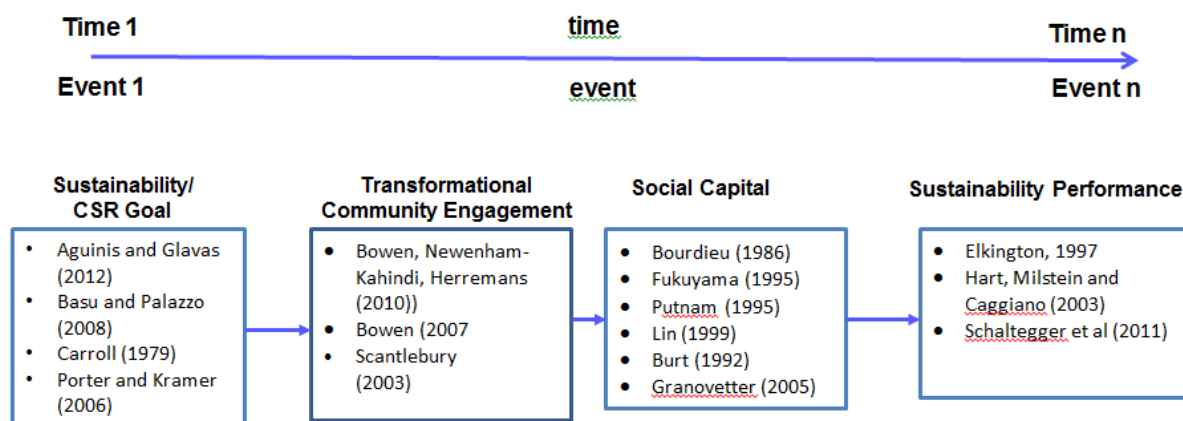 Time 1
time
Time n
Event 1
event
Event n
Sustainability/
CSR Goal
• Aguinis and Glavas
(2012)
• Basu and Palazzo
(2008)
• Carroll (1979)
• Porter and Kramer
(2006)
Transformational
Community Engagement
• Bowen, Newenham-
Kahindi, Herremans
(2010))
• Bowen (2007
• Scantlebury
(2003)
Social Capital
• Bourdieu (1986)
• Fukuyama (1995)
• Putnam (1995)
• Lin (1999)
• Burt (1992)
• Granovetter (2005)
Sustainability Performance
• Elkington, 1997
• Hart, Milstein and
Caggiano (2003)
• Schaltegger et al (2011)